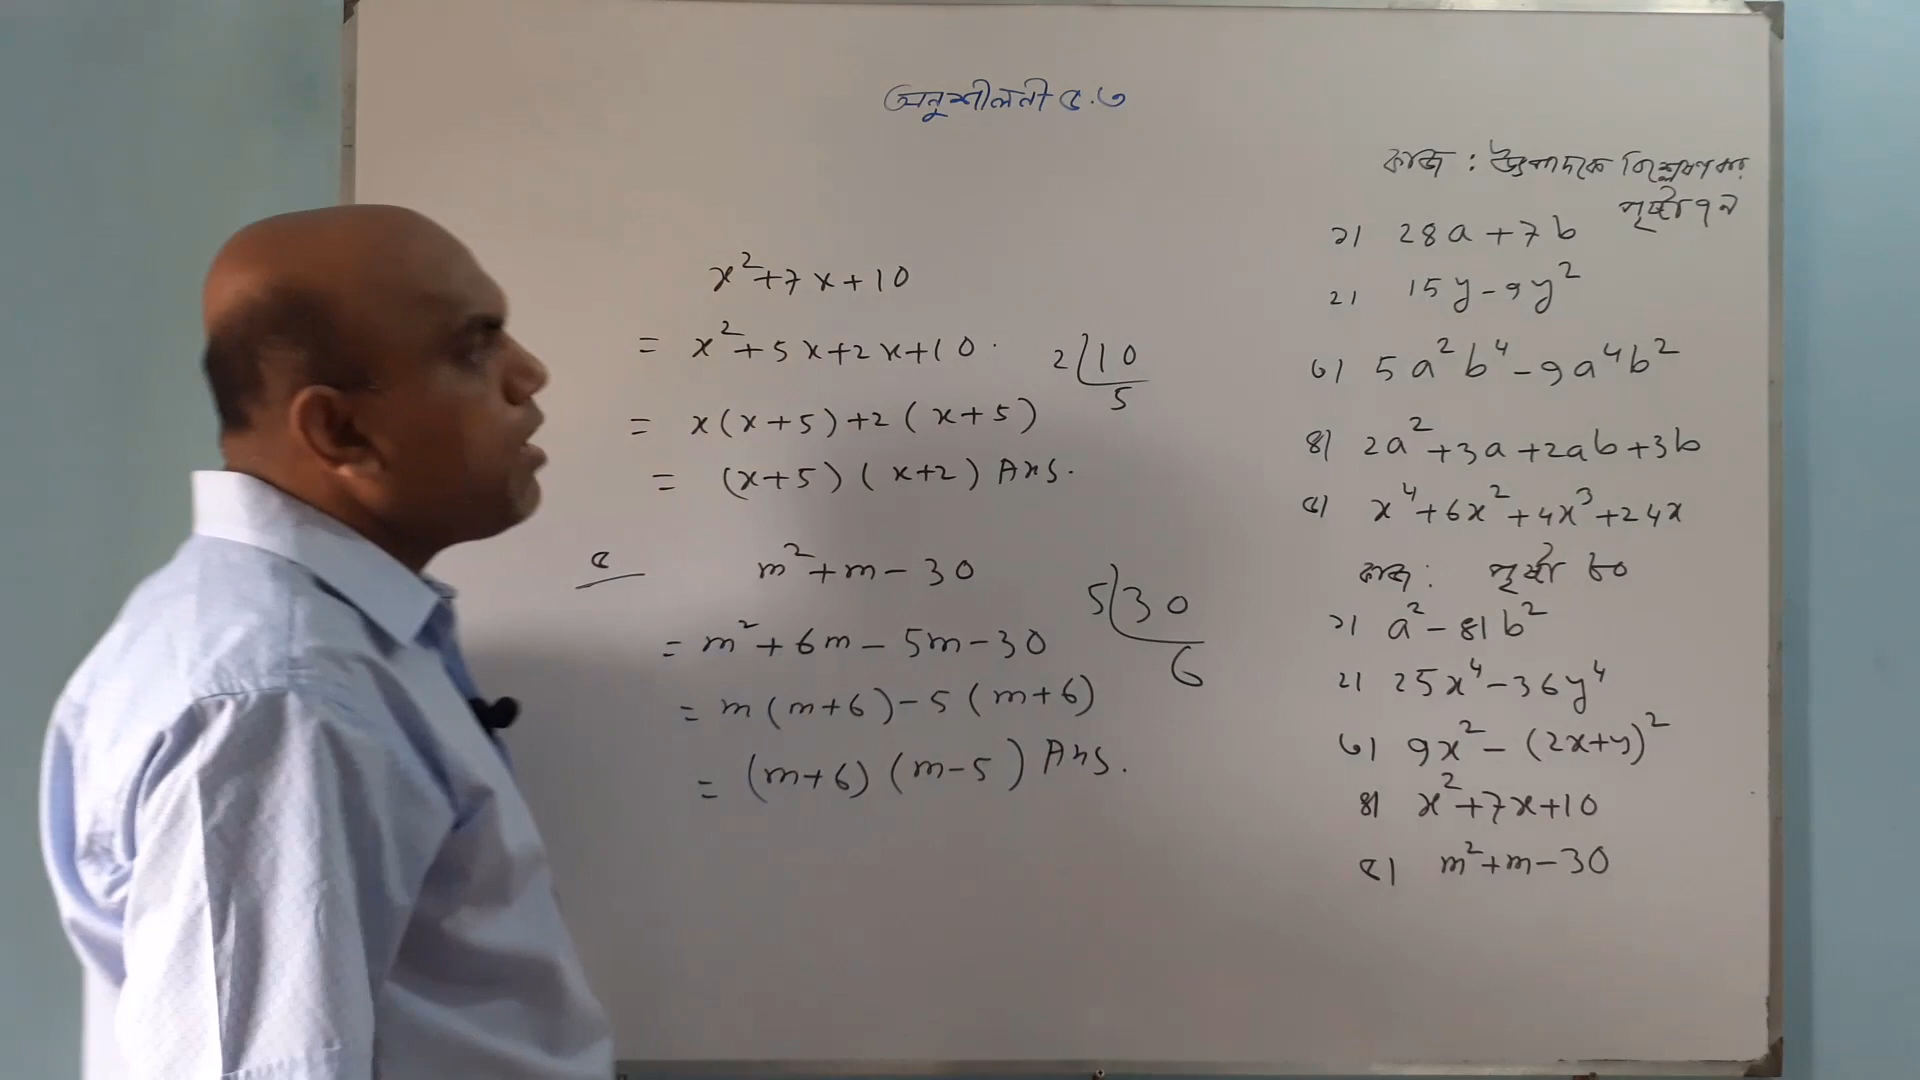 অনুশীলনী ৫.৩
x²+7x+10
= x²+5x+2x+10.
2 10
5
= x(x+5)+2(x+5)
= (x+5)(x+2) Ans.
৫
m²+m-30
5 30
6
= m²+6m-5m-30
= m(m+6)-5(m+6)
= (m+6)(m-5) Ans.
কাজ : উৎপাদকে বিশ্লেষণ কর
পৃষ্ঠা ৭৯
১। 28a+7b
২। 15y-9y²
৩। 5a²b⁴-9a⁴b²
৪। 2a²+3a+2ab+3b
৫। x⁴+6x²+4x³+24x
কাজ: পৃষ্ঠা ৮০
১। a²-81b²
২। 25x⁴-36y⁴
৩। 9x²-(2x+y)²
৪। x²+7x+10
৫। m²+m-30